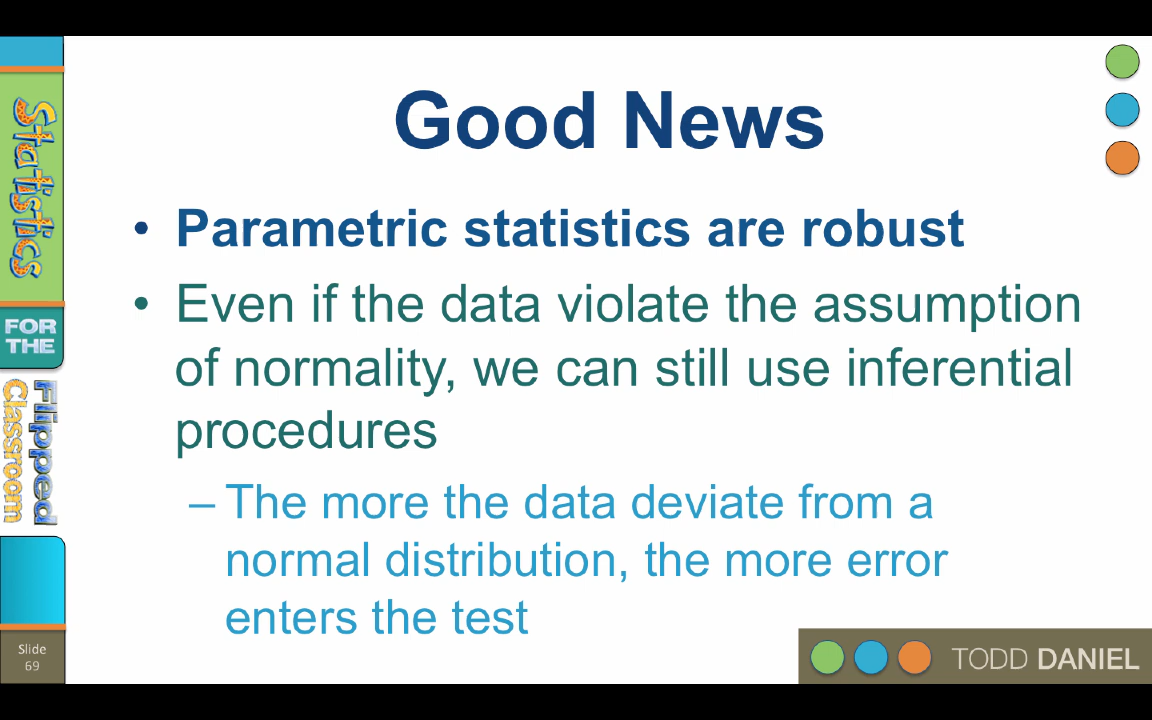 Good News
• Parametric statistics are robust
• Even if the data violate the assumption
of normality, we can still use inferential
procedures
– The more the data deviate from a
normal distribution, the more error
enters the test
Statistics
FOR
THE
Flipped
Classroom
Slide
69
TODD DANIEL